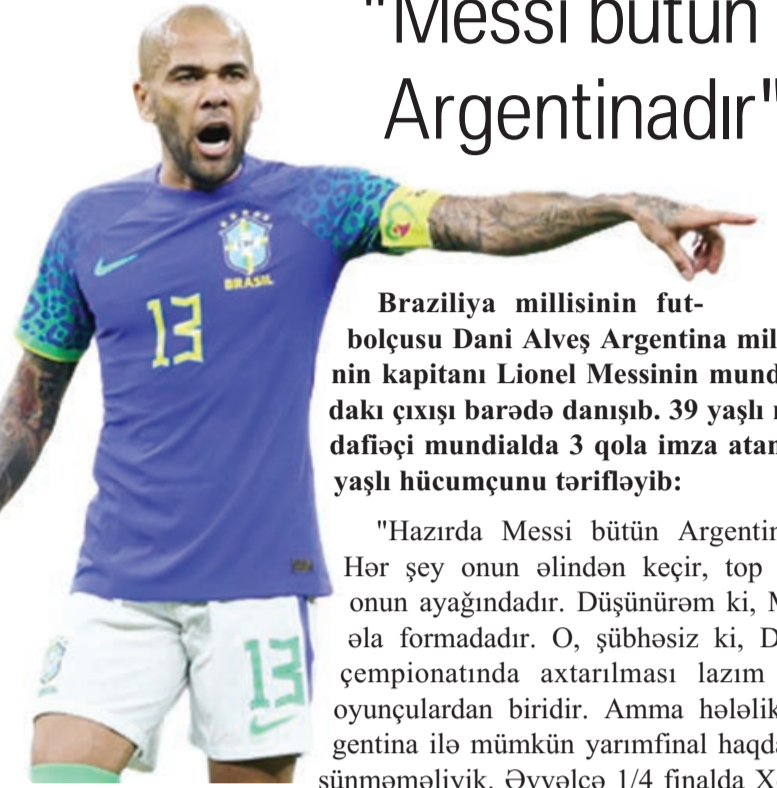 "Messi bütün
Argentinadır"
BRASIL
13
13
Braziliya millisinin fut-
bolçusu Dani Alveş Argentina mil
nin kapitanı Lionel Messinin mund
dakı çıxışı barədə danışıb. 39 yaşlı
dafiəçi mundialda 3 qola imza atan
yaşlı hücumçunu tərifləyib:
"Hazırda Messi bütün Argentin
Hər şey onun əlindən keçir, top
onun ayağındadır. Düşünürəm ki, M
əla formadadır. O, şübhəsiz ki, D
çempionatında axtarılması lazım
oyunçulardan biridir. Amma hələlik
gentina ilə mümkün yarımfinal haqda
sünməməliyik. Əvvəlcə 1/4 finalda X